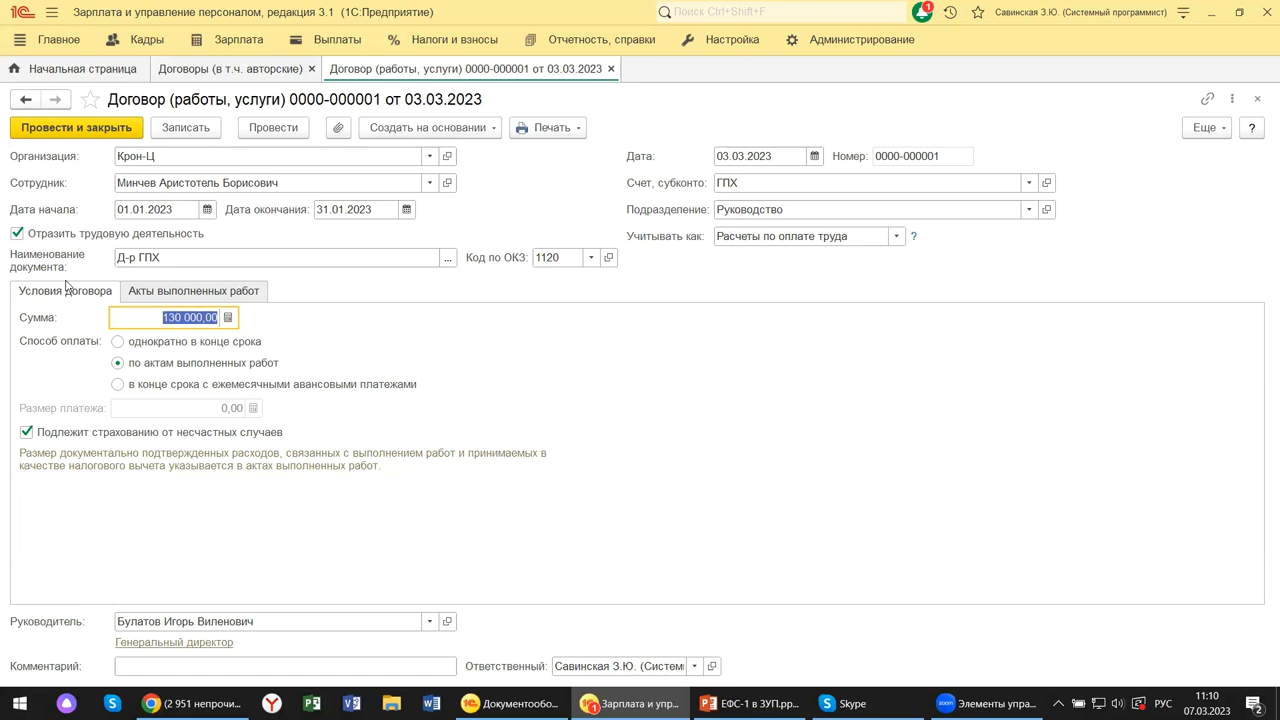 Зарплата и управление персоналом, редакция 3.1 (1С:Предприятие)
Поиск Ctrl+Shift+F
1
Савинская З.Ю. (Системный программист)
Главное
Кадры
Зарплата
Выплаты
Налоги и взносы
Отчетность, справки
Настройка
Администрирование
Начальная страница
Договоры (в т.ч. авторские)
Договор (работы, услуги) 0000-000001 от 03.03.2023
Договор (работы, услуги) 0000-000001 от 03.03.2023
Провести и закрыть
Записать
Провести
Создать на основании
Печать
Еще
?
Организация: Крон-Ц
Дата: 03.03.2023 Номер: 0000-000001
Сотрудник: Минчев Аристотель Борисович
Счет, субконто: ГПХ
Дата начала: 01.01.2023 Дата окончания: 31.01.2023
Подразделение: Руководство
Отразить трудовую деятельность
Учитывать как: Расчеты по оплате труда ?
Наименование документа: Д-р ГПХ ... Код по ОКЗ: 1120
Условия договора
Акты выполненных работ
Сумма: 130 000,00
Способ оплаты: однократно в конце срока
по актам выполненных работ
в конце срока с ежемесячными авансовыми платежами
Размер платежа: 0,00
Подлежит страхованию от несчастных случаев
Размер документально подтвержденных расходов, связанных с выполнением работ и принимаемых в
качестве налогового вычета указывается в актах выполненных работ.
Руководитель: Булатов Игорь Виленович
Генеральный директор
Комментарий:
Ответственный: Савинская З.Ю. (Систем
(2 951 непрочи...
Документообо...
1
Зарплата и упр...
ЕФС-1 в ЗУП.pp...
Skype
zoom
Элементы упра...
РУС
11:10
07.03.2023
2